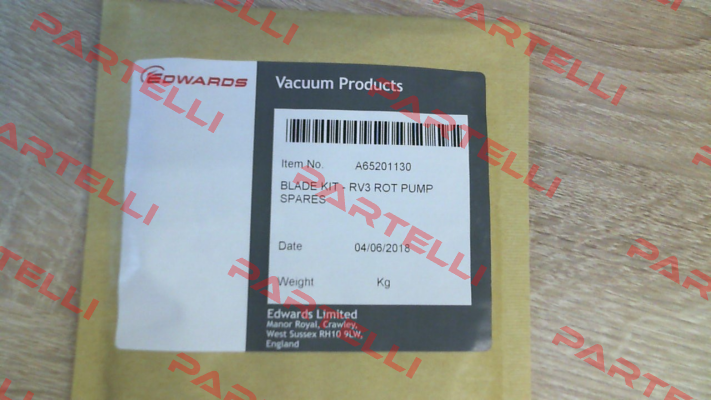 EDWARDS
Vacuum Products
Item No. A65201130
BLADE KIT - RV3 ROT PUMP
SPARES
Date 04/06/2018
Weight Kg
Edwards Limited
Manor Royal, Crawley,
West Sussex RH10 9LW,
England
PARTELLI
PARTELLI
PARTELLI
PARTELLI
PARTELLI
PARTELLI
PARTELLI
PARTELLI
PARTELLI